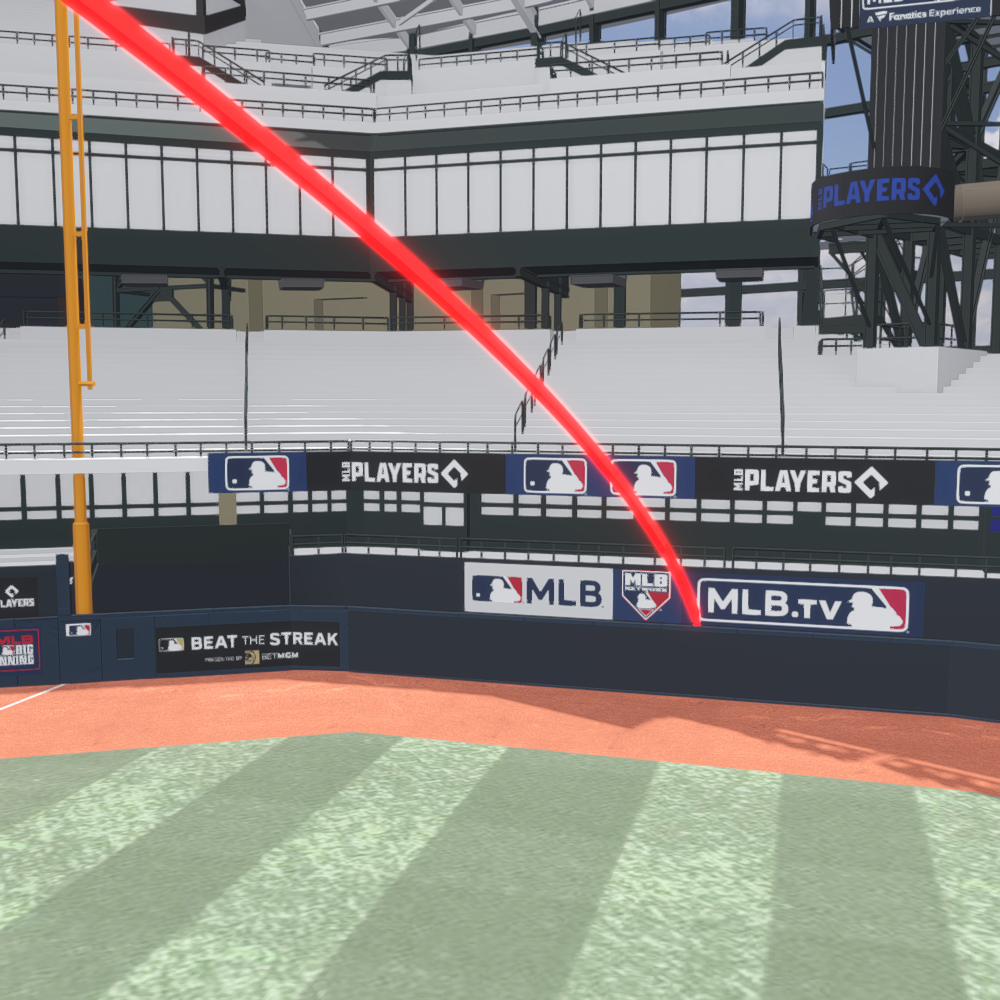 A Fanatics Experience
MLB PLAYERS
MLB PLAYERS
MLB PLAYERS
MLB
MLB
NETWORK
MLB.TV
PLAYERS
MLB
BIG
INNING
BEAT THE STREAK
PRESENTED BY BETMGM